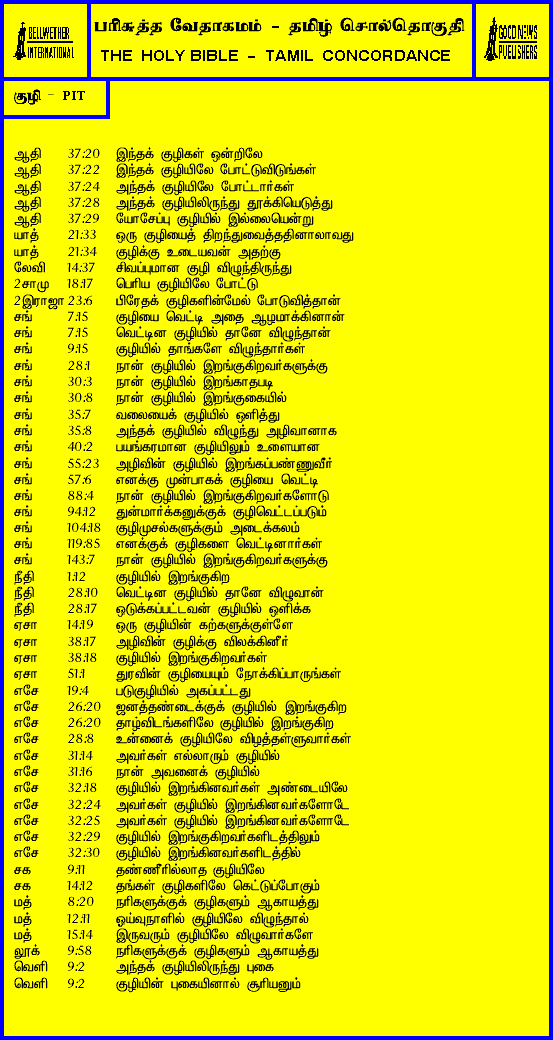 BELLWETHER
INTERNATIONAL
பரிசுத்த வேதாகமம் - தமிழ் சொல்தொகுதி
THE HOLY BIBLE - TAMIL CONCORDANCE
GOOD NEWS
PUBLISHERS
குழி - PIT
ஆதி 37:20 இந்தக் குழிகள் ஒன்றிலே
ஆதி 37:22 இந்தக் குழியிலே போட்டுவிடுங்கள்
ஆதி 37:24 அந்தக் குழியிலே போட்டார்கள்
ஆதி 37:28 அந்தக் குழியிலிருந்து தூக்கியெடுத்து
ஆதி 37:29 யோசேப்பு குழியில் இல்லையென்று
யாத் 21:33 ஒரு குழியைத் திறந்துவைத்ததினாலாவது
யாத் 21:34 குழிக்கு உடையவன் அதற்கு
லேவி 14:37 சிவப்புமான குழி விழுந்திருந்து
2சாமு 18:17 பெரிய குழியிலே போட்டு
2இராஜா 23:6 பிரேதக் குழிகளின்மேல் போடுவித்தான்
சங் 7:15 குழியை வெட்டி அதை ஆழமாக்கினான்
சங் 7:15 வெட்டின குழியில் தானே விழுந்தான்
சங் 9:15 குழியில் தாங்களே விழுந்தார்கள்
சங் 28:1 நான் குழியில் இறங்குகிறவர்களுக்கு
சங் 30:3 நான் குழியில் இறங்காதபடி
சங் 30:8 நான் குழியில் இறங்குகையில்
சங் 35:7 வலையைக் குழியில் ஒளித்து
சங் 35:8 அந்தக் குழியில் விழுந்து அழிவானாக
சங் 40:2 பயங்கரமான குழியிலும் உளையான
சங் 55:23 அழிவின் குழியில் இறங்கப்பண்ணுவீர்
சங் 57:6 எனக்கு முன்பாகக் குழியை வெட்டி
சங் 88:4 நான் குழியில் இறங்குகிறவர்களோடு
சங் 94:12 துன்மார்க்கனுக்குக் குழிவெட்டப்படும்
சங் 104:18 குழிமுசல்களுக்கும் அடைக்கலம்
சங் 119:85 எனக்குக் குழிகளை வெட்டினார்கள்
சங் 143:7 நான் குழியில் இறங்குகிறவர்களுக்கு
நீதி 1:12 குழியில் இறங்குகிற
நீதி 28:10 வெட்டின குழியில் தானே விழுவான்
நீதி 28:17 ஒடுக்கப்பட்டவன் குழியில் ஒளிக்க
ஏசா 14:19 ஒரு குழியின் கற்களுக்குள்ளே
ஏசா 38:17 அழிவின் குழிக்கு விலக்கினீர்
ஏசா 38:18 குழியில் இறங்குகிறவர்கள்
ஏசா 51:1 துரவின் குழியையும் நோக்கிப்பாருங்கள்
எசே 19:4 படுகுழியில் அகப்பட்டது
எசே 26:20 ஜனத்தண்டைக்குக் குழியில் இறங்குகிற
எசே 26:20 தாழ்விடங்களிலே குழியில் இறங்குகிற
எசே 28:8 உன்னைக் குழியிலே விழத்தள்ளுவார்கள்
எசே 31:14 அவர்கள் எல்லாரும் குழியில்
எசே 31:16 நான் அவனைக் குழியில்
எசே 32:18 குழியில் இறங்கினவர்கள் அண்டையிலே
எசே 32:24 அவர்கள் குழியில் இறங்கினவர்களோடே
எசே 32:25 அவர்கள் குழியில் இறங்கினவர்களோடே
எசே 32:29 குழியில் இறங்குகிறவர்களிடத்திலும்
எசே 32:30 குழியில் இறங்கினவர்களிடத்தில்
சக 9:11 தண்ணீரில்லாத குழியிலே
சக 14:12 தங்கள் குழிகளிலே கெட்டுப்போகும்
மத் 8:20 நரிகளுக்குக் குழிகளும் ஆகாயத்து
மத் 12:11 ஓய்வுநாளில் குழியிலே விழுந்தால்
மத் 15:14 இருவரும் குழியிலே விழுவார்களே
லூக் 9:58 நரிகளுக்குக் குழிகளும் ஆகாயத்து
வெளி 9:2 அந்தக் குழியிலிருந்து புகை
வெளி 9:2 குழியின் புகையினால் சூரியனும்